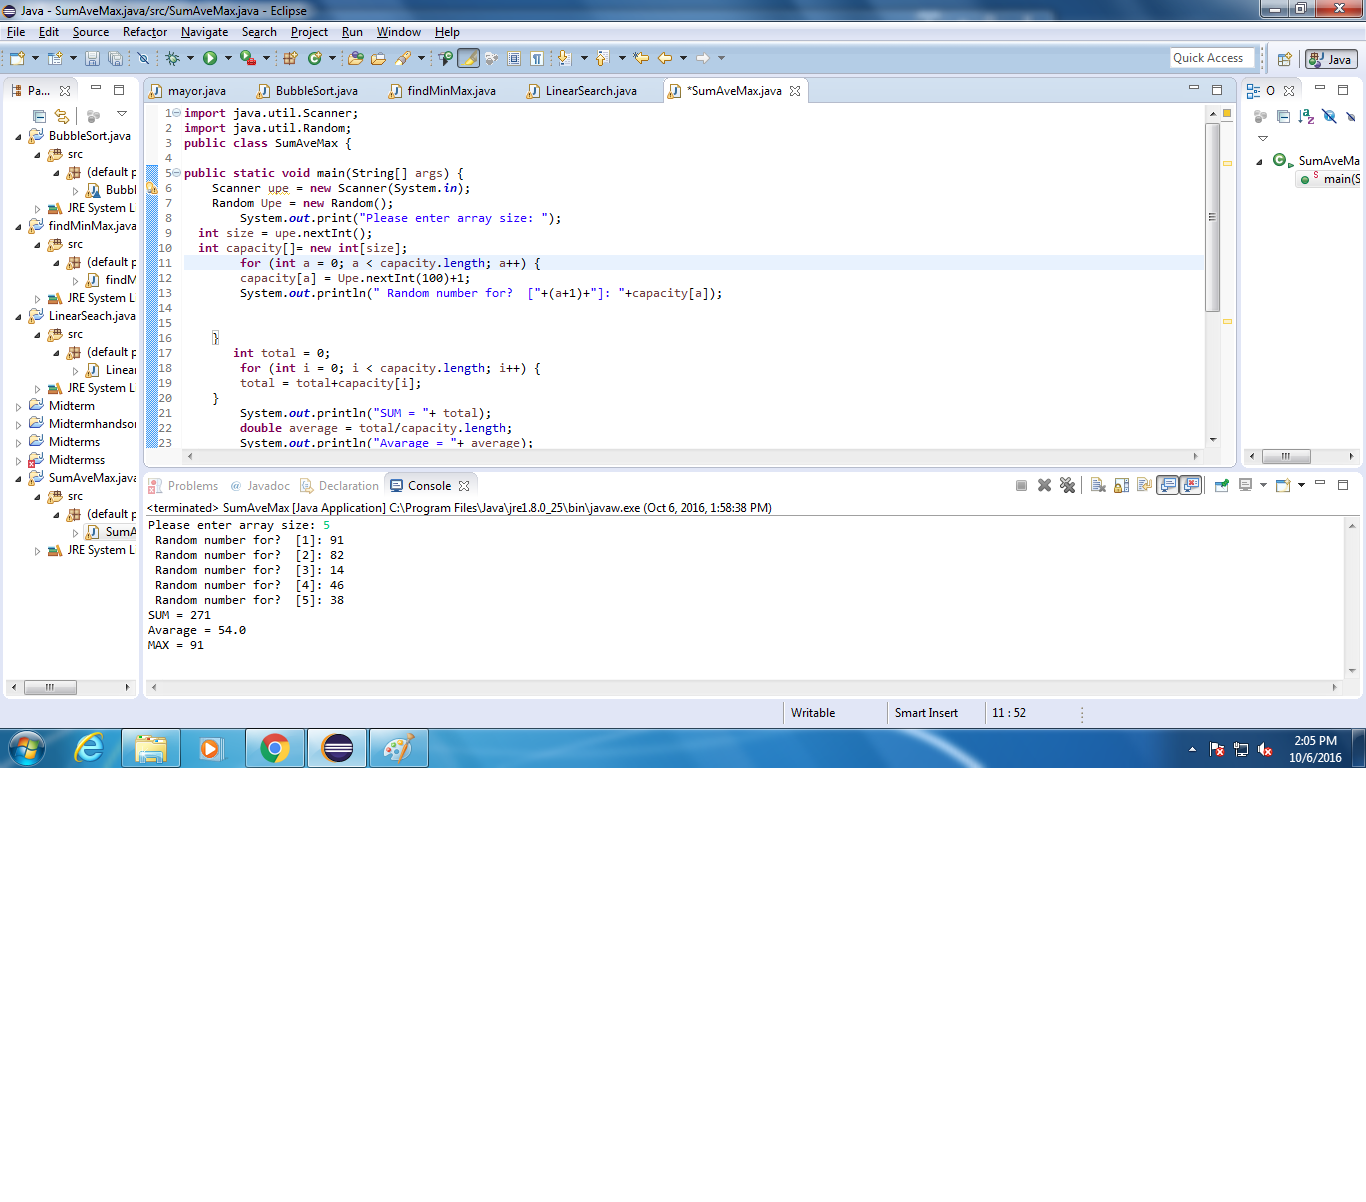 Java - SumAveMax.java/src/SumAveMax.java - Eclipse
File Edit Source Refactor Navigate Search Project Run Window Help
Quick Access
Java
Pa...
mayor.java BubbleSort.java findMinMax.java LinearSearch.java *SumAveMax.java
O
BubbleSort.java
src
(default p
Bubbl
JRE System L
findMinMax.java
src
(default p
findM
JRE System L
LinearSeach.java
src
(default p
Linear
JRE System L
Midterm
Midtermhandson
Midterms
Midtermss
SumAveMax.java
src
(default p
SumA
JRE System L
1 import java.util.Scanner;
2 import java.util.Random;
3 public class SumAveMax {
4
5 public static void main(String[] args) {
6 Scanner upe = new Scanner(System.in);
7 Random Upe = new Random();
8 System.out.print("Please enter array size: ");
9 int size = upe.nextInt();
10 int capacity[]= new int[size];
11 for (int a = 0; a < capacity.length; a++) {
12 capacity[a] = Upe.nextInt(100)+1;
13 System.out.println(" Random number for?  ["+(a+1)+"]: "+capacity[a]);
14
15
16 }
17 int total = 0;
18 for (int i = 0; i < capacity.length; i++) {
19 total = total+capacity[i];
20 }
21 System.out.println("SUM = "+ total);
22 double average = total/capacity.length;
23 System.out.println("Avarage = "+ average);
SumAveMa
main(S
Problems @ Javadoc Declaration Console
<terminated> SumAveMax [Java Application] C:\Program Files\Java\jre1.8.0_25\bin\javaw.exe (Oct 6, 2016, 1:58:38 PM)
Please enter array size: 5
Random number for?  [1]: 91
Random number for?  [2]: 82
Random number for?  [3]: 14
Random number for?  [4]: 46
Random number for?  [5]: 38
SUM = 271
Avarage = 54.0
MAX = 91
Writable Smart Insert 11 : 52
2:05 PM
10/6/2016